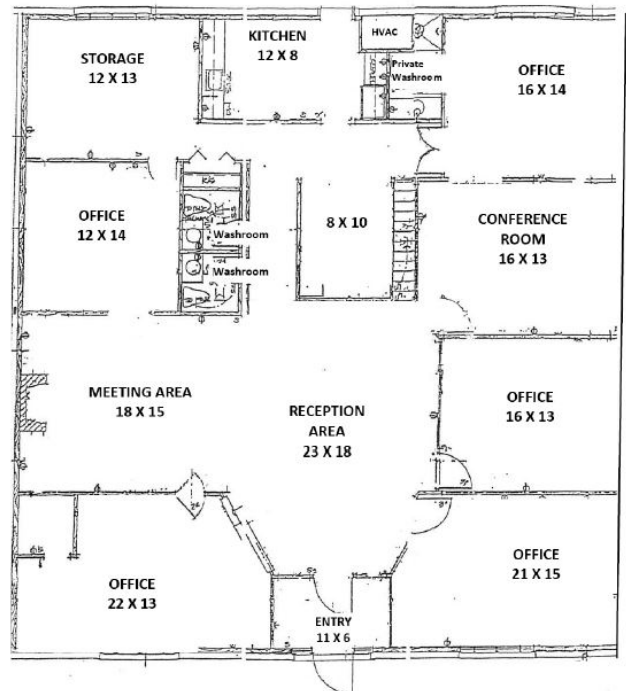 STORAGE
12 X 13
KITCHEN
12 X 8
HVAC
Private
Washroom
OFFICE
16 X 14
OFFICE
12 X 14
Washroom
Washroom
8 X 10
CONFERENCE
ROOM
16 X 13
MEETING AREA
18 X 15
RECEPTION
AREA
23 X 18
OFFICE
16 X 13
OFFICE
22 X 13
ENTRY
11 X 6
OFFICE
21 X 15